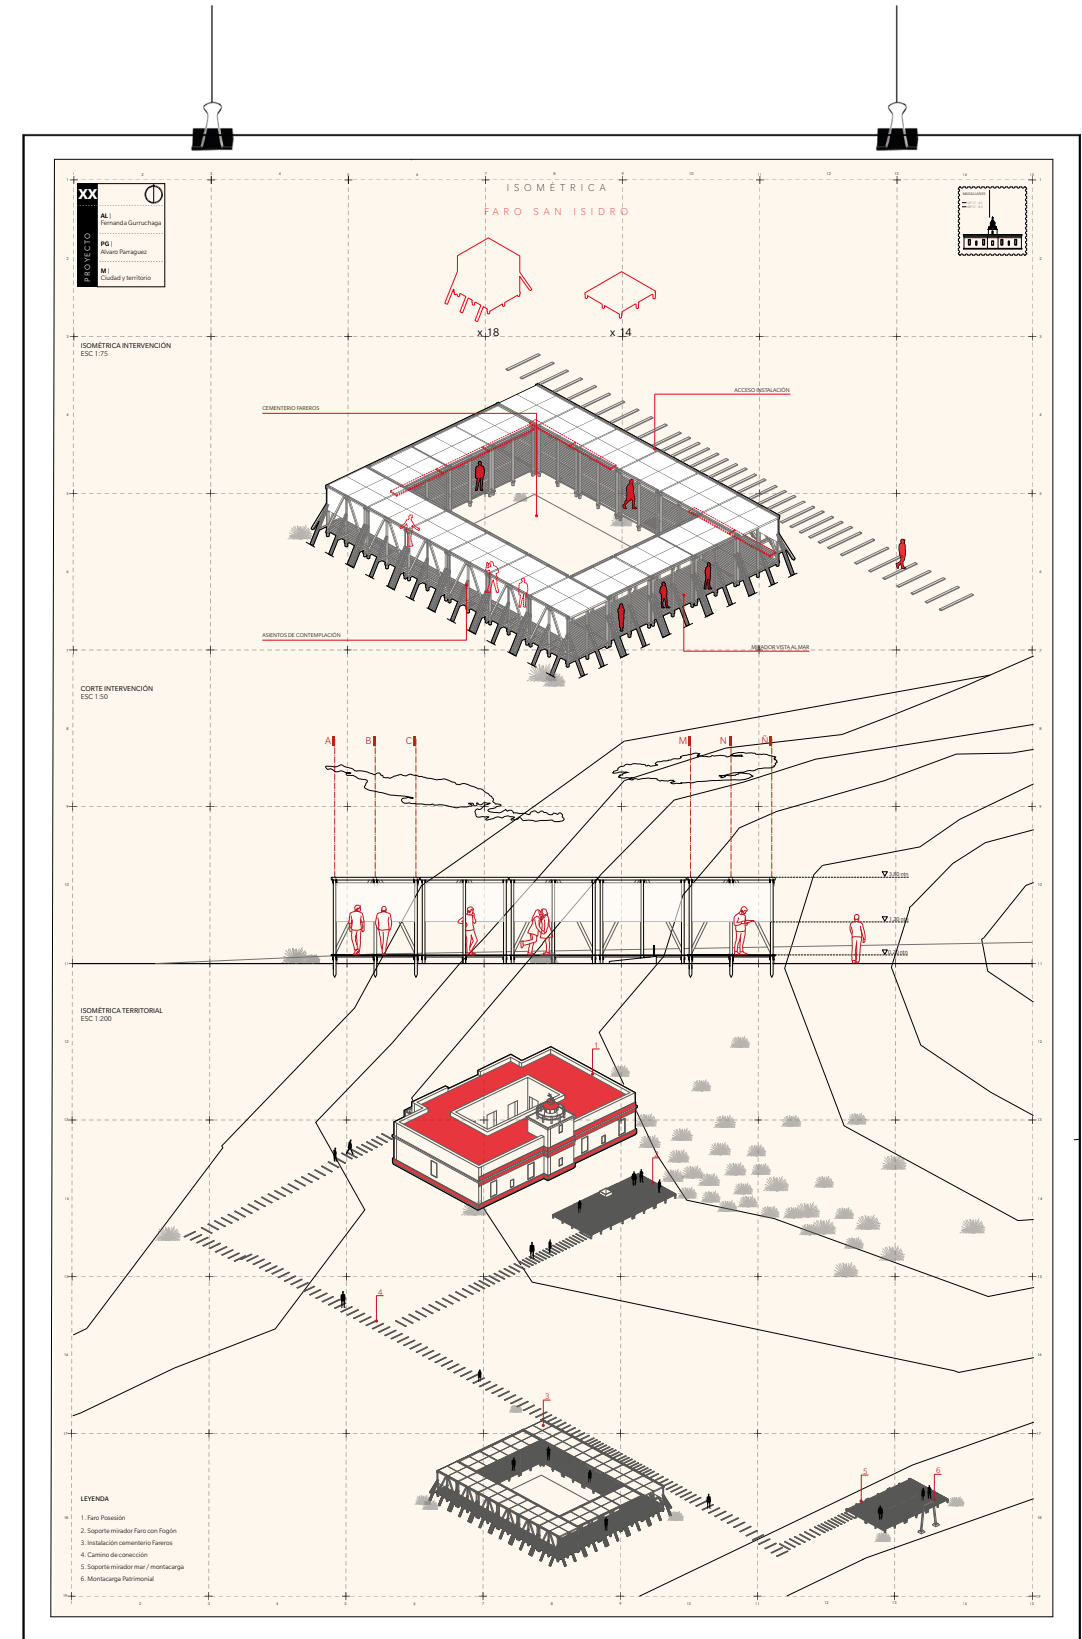 XX
PROYECTO
AL |
Fernanda Gurruchaga
PG |
Alvaro Parraguez
M |
Ciudad y territorio
ISOMÉTRICA
FARO SAN ISIDRO
MAGALLANES
x 18
x 14
ISOMÉTRICA INTERVENCIÓN
ESC 1:75
ACCESO INSTALACIÓN
CEMENTERIO FAREROS
ASIENTOS DE CONTEMPLACIÓN
MIRADOR VISTA AL MAR
CORTE INTERVENCIÓN
ESC 1:50
A
B
C
M
N
Ñ
ISOMÉTRICA TERRITORIAL
ESC 1:200
1
4
3
5
6
LEYENDA
1. Faro Posesión
2. Soporte mirador Faro con Fogón
3. Instalación cementerio Fareros
4. Camino de conección
5. Soporte mirador mar / montacarga
6. Montacarga Patrimonial